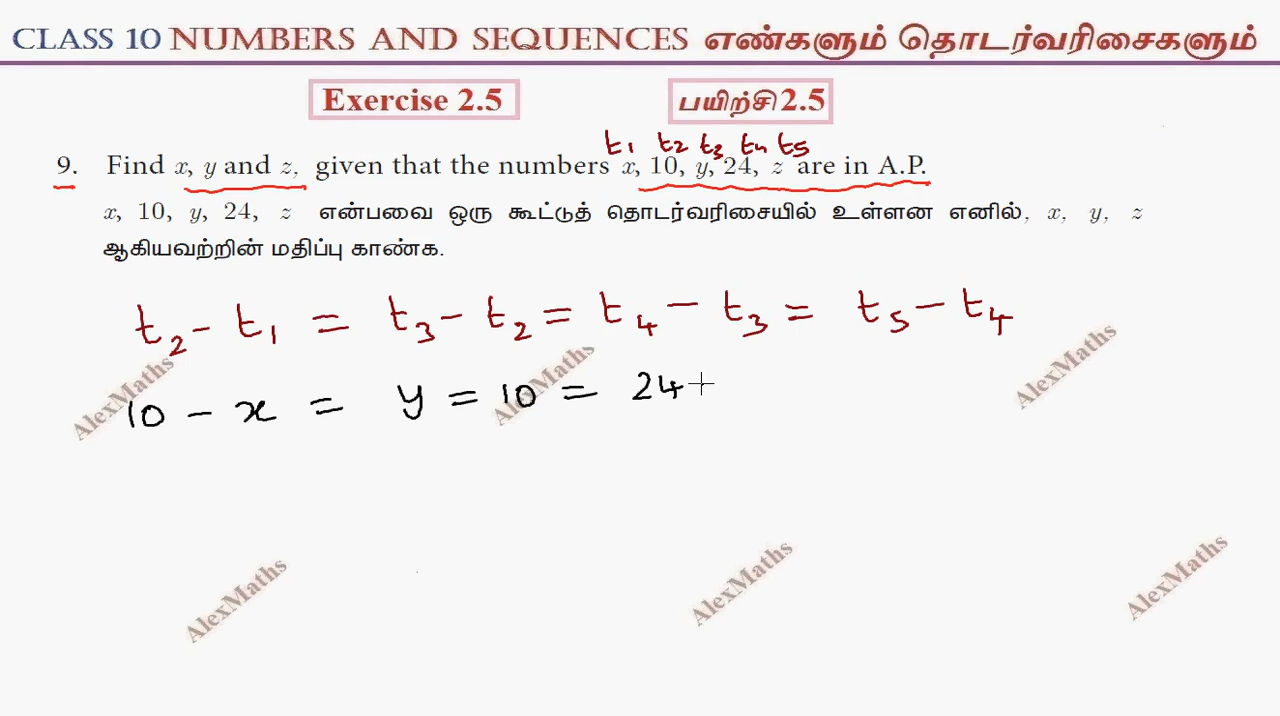 CLASS 10 NUMBERS AND SEQUENCES எண்களும் தொடர்வரிசைகளும்
Exercise 2.5 பயிற்சி 2.5
t1 t2 t3 t4 t5
9. Find x, y and z, given that the numbers x, 10, y, 24, z are in A.P.
x, 10, y, 24, z என்பவை ஒரு கூட்டுத் தொடர்வரிசையில் உள்ளன எனில், x, y, z
ஆகியவற்றின் மதிப்பு காண்க.
t2 - t1 = t3 - t2 = t4 - t3 = t5 - t4
10 - x = y = 10 = 24
AlexMaths
AlexMaths
AlexMaths
AlexMaths
AlexMaths
AlexMaths